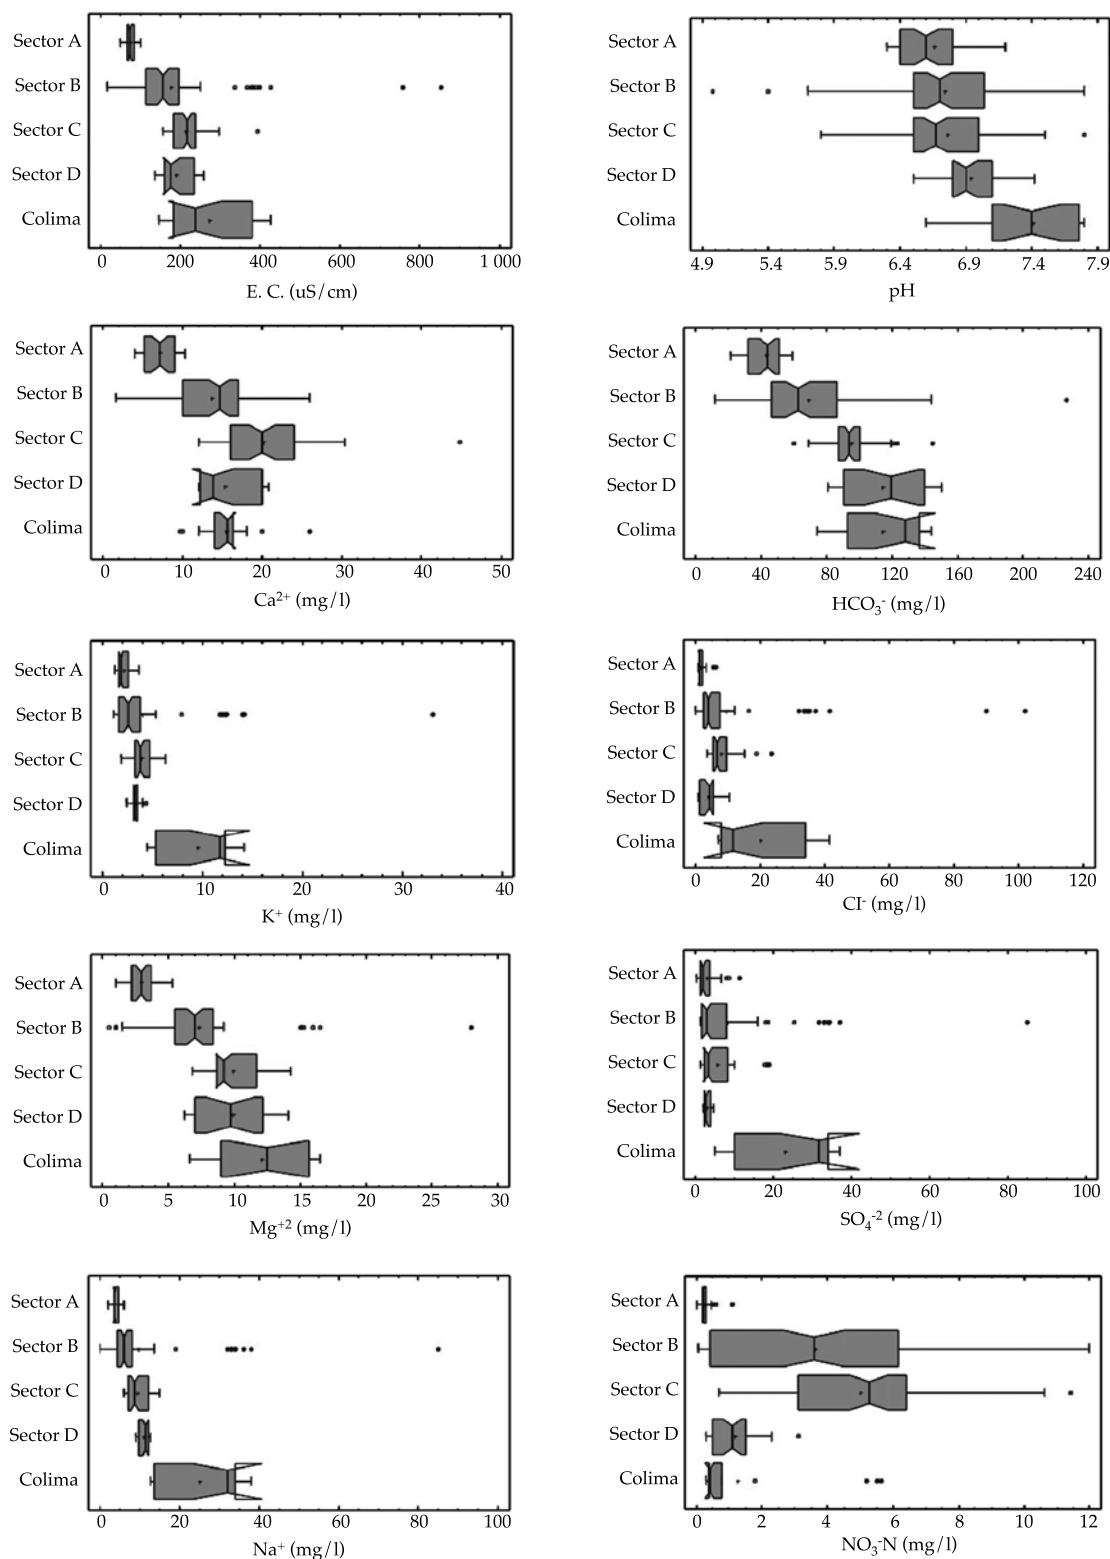 Sector A
Sector B
Sector C
Sector D
Colima
0 200 400 600 800 1 000
E. C. (uS/cm)
Sector A
Sector B
Sector C
Sector D
Colima
4.9 5.4 5.9 6.4 6.9 7.4 7.9
pH
Sector A
Sector B
Sector C
Sector D
Colima
0 10 20 30 40 50
Ca²⁺ (mg/l)
Sector A
Sector B
Sector C
Sector D
Colima
0 40 80 120 160 200 240
HCO₃⁻ (mg/l)
Sector A
Sector B
Sector C
Sector D
Colima
0 10 20 30 40
K⁺ (mg/l)
Sector A
Sector B
Sector C
Sector D
Colima
0 20 40 60 80 100 120
CI⁻ (mg/l)
Sector A
Sector B
Sector C
Sector D
Colima
0 5 10 15 20 25 30
Mg⁺² (mg/l)
Sector A
Sector B
Sector C
Sector D
Colima
0 20 40 60 80 100
SO₄⁻² (mg/l)
Sector A
Sector B
Sector C
Sector D
Colima
0 20 40 60 80 100
Na⁺ (mg/l)
Sector A
Sector B
Sector C
Sector D
Colima
0 2 4 6 8 10 12
NO₃⁻N (mg/l)